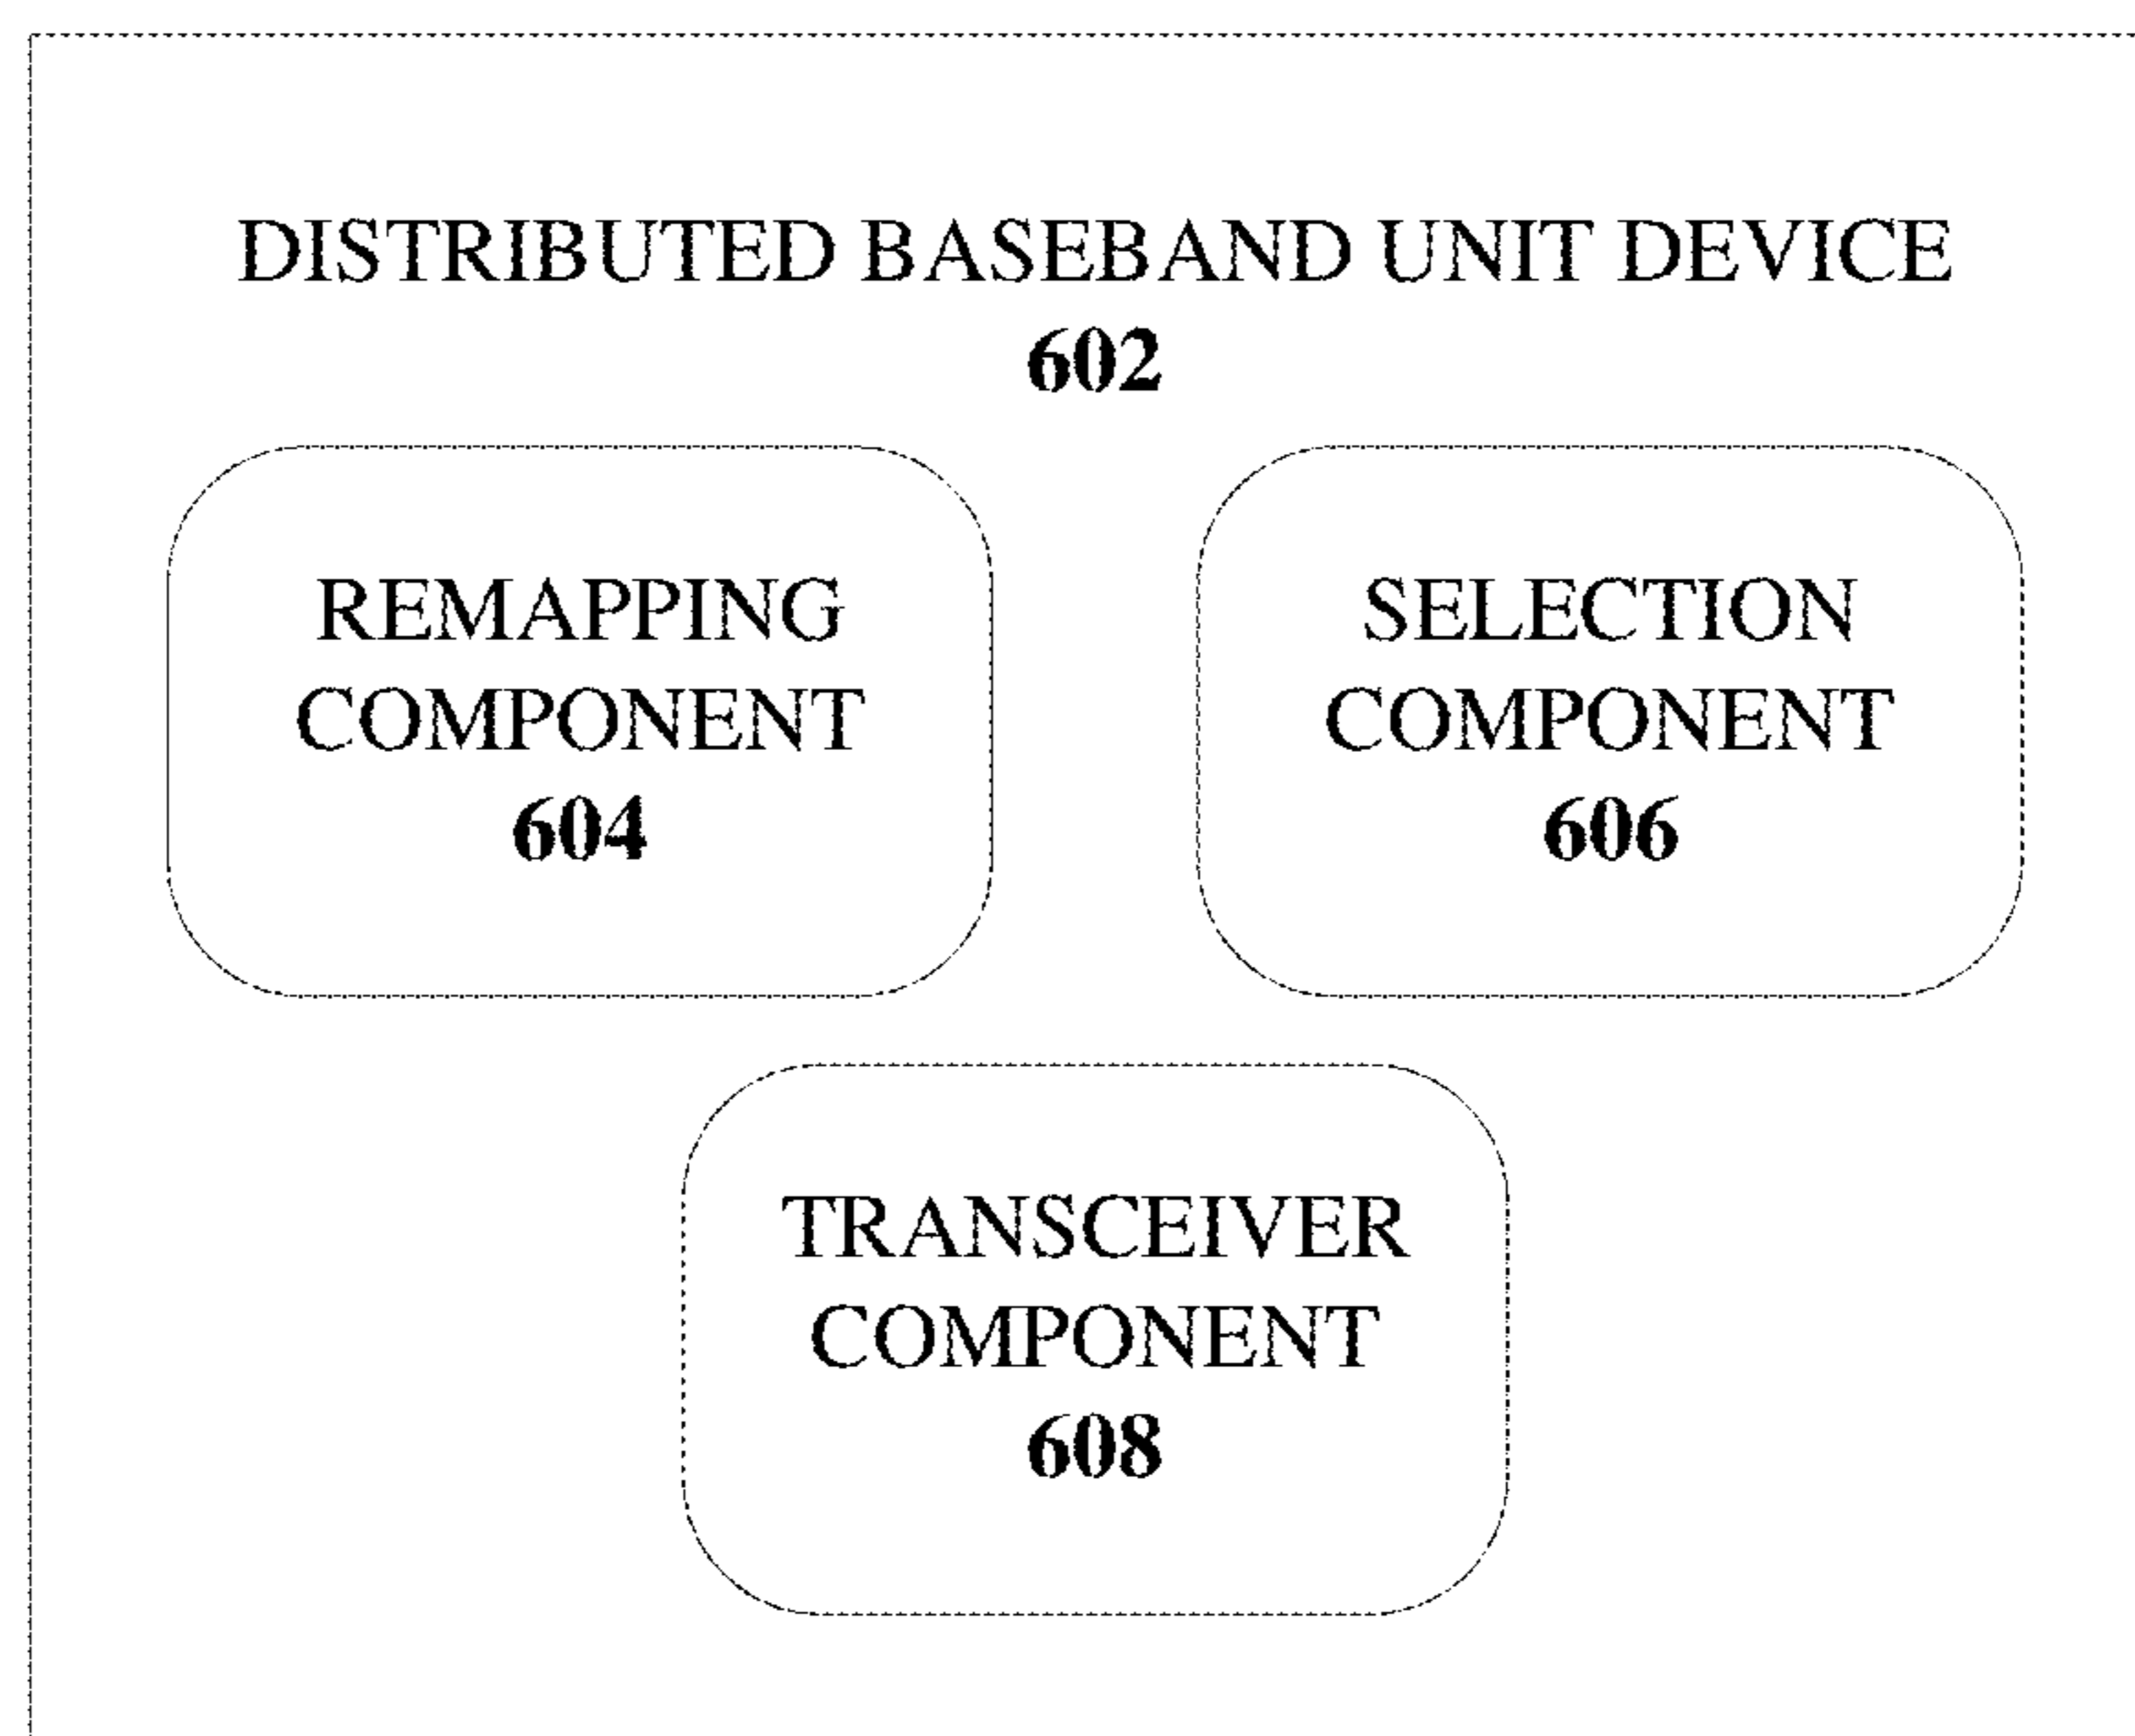 DISTRIBUTED BASEBAND UNIT DEVICE
602
REMAPPING
COMPONENT
604
SELECTION
COMPONENT
606
TRANSCEIVER
COMPONENT
608